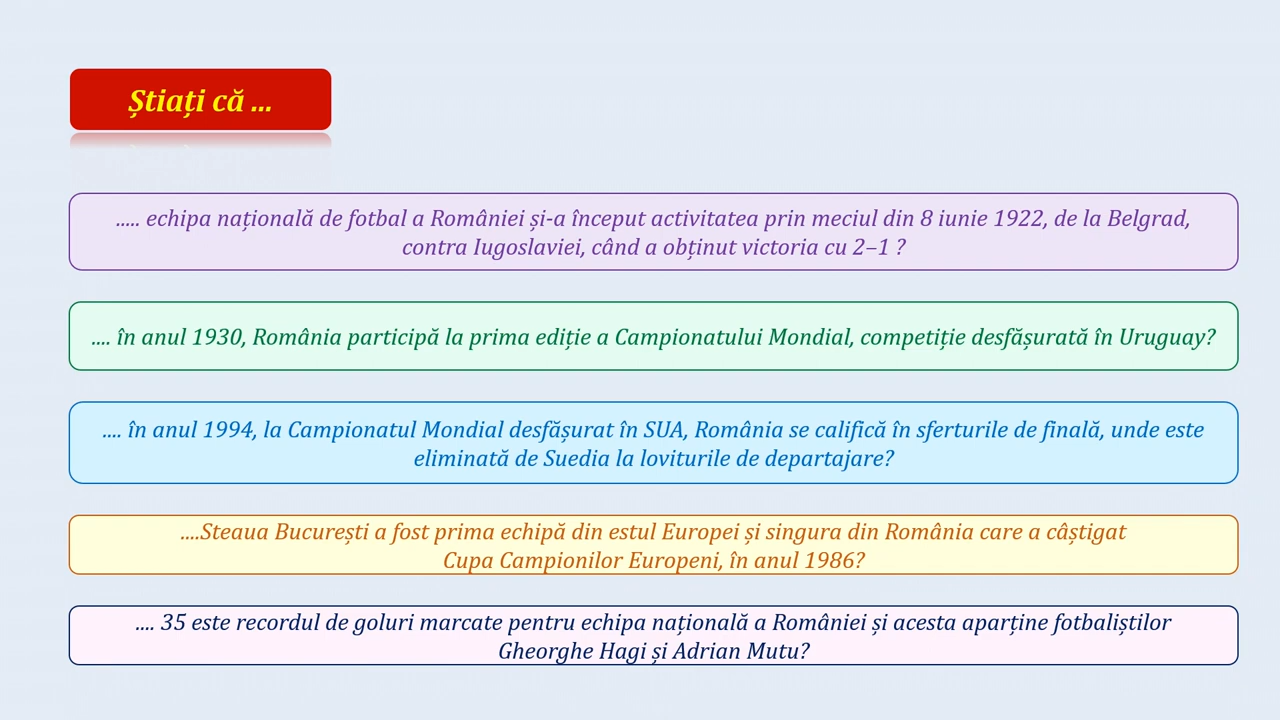 Știați că ...
..... echipa națională de fotbal a României și-a început activitatea prin meciul din 8 iunie 1922, de la Belgrad,
contra Iugoslaviei, când a obținut victoria cu 2–1 ?
.... în anul 1930, România participă la prima ediție a Campionatului Mondial, competiție desfășurată în Uruguay?
.... în anul 1994, la Campionatul Mondial desfășurat în SUA, România se califică în sferturile de finală, unde este
eliminată de Suedia la loviturile de departajare?
....Steaua București a fost prima echipă din estul Europei și singura din România care a câștigat
Cupa Campionilor Europeni, în anul 1986?
.... 35 este recordul de goluri marcate pentru echipa națională a României și acesta aparține fotbaliștilor
Gheorghe Hagi și Adrian Mutu?